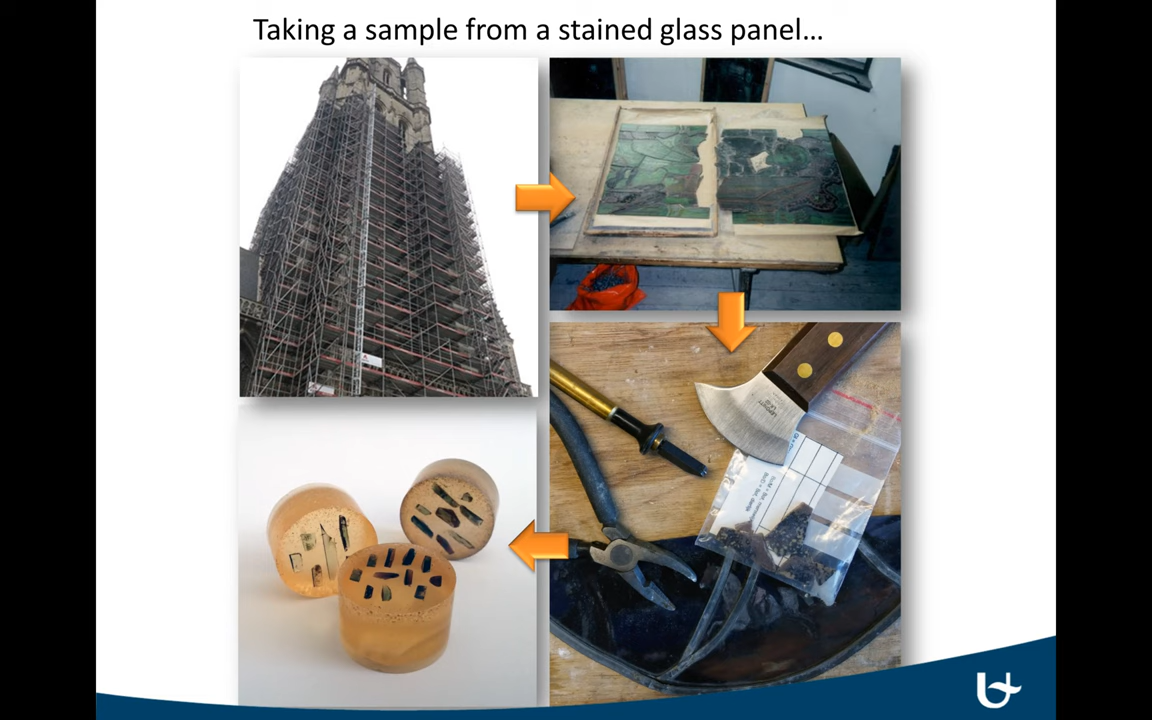 Taking a sample from a stained glass panel…